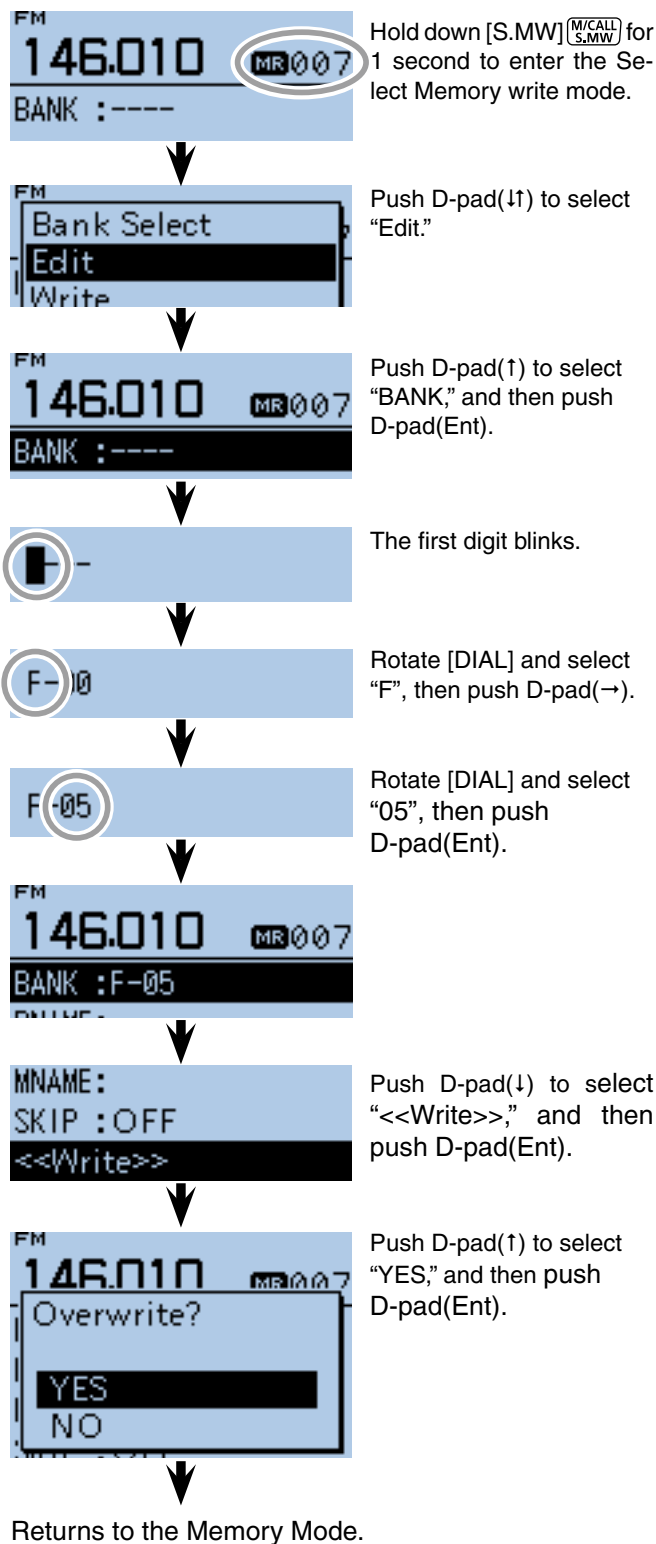 FM
146.010 MR007
BANK :----
Hold down [S.MW] M/CALL S.MW for
1 second to enter the Se-
lect Memory write mode.
FM
Bank Select
Edit
Write
Push D-pad(↓↑) to select
“Edit.”
FM
146.010 MR007
BANK :----
Push D-pad(↑) to select
“BANK,” and then push
D-pad(Ent).
The first digit blinks.
F-00
Rotate [DIAL] and select
“F”, then push D-pad(→).
F-05
Rotate [DIAL] and select
“05”, then push
D-pad(Ent).
FM
146.010 MR007
BANK :F-05
MNAME:
SKIP :OFF
<<Write>>
Push D-pad(↓) to select
“<<Write>>,” and then
push D-pad(Ent).
FM
146.010 MR007
Overwrite?
YES
NO
Push D-pad(↑) to select
“YES,” and then push
D-pad(Ent).
Returns to the Memory Mode.